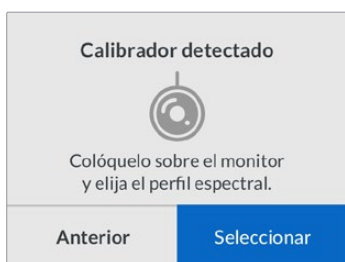 Calibrador detectado
Colóquelo sobre el monitor
y elija el perfil espectral.
Anterior
Seleccionar